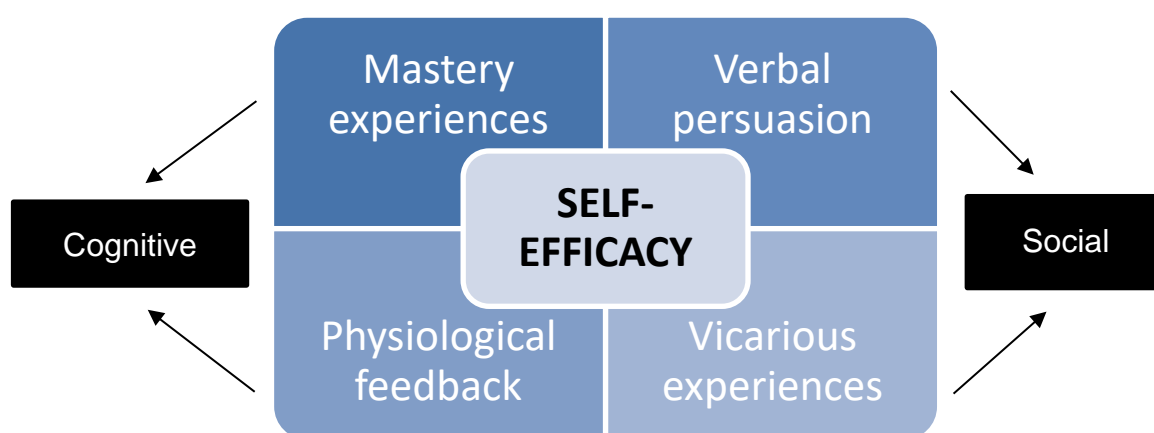 Mastery
experiences
Verbal
persuasion
SELF-
EFFICACY
Cognitive
Social
Physiological
feedback
Vicarious
experiences